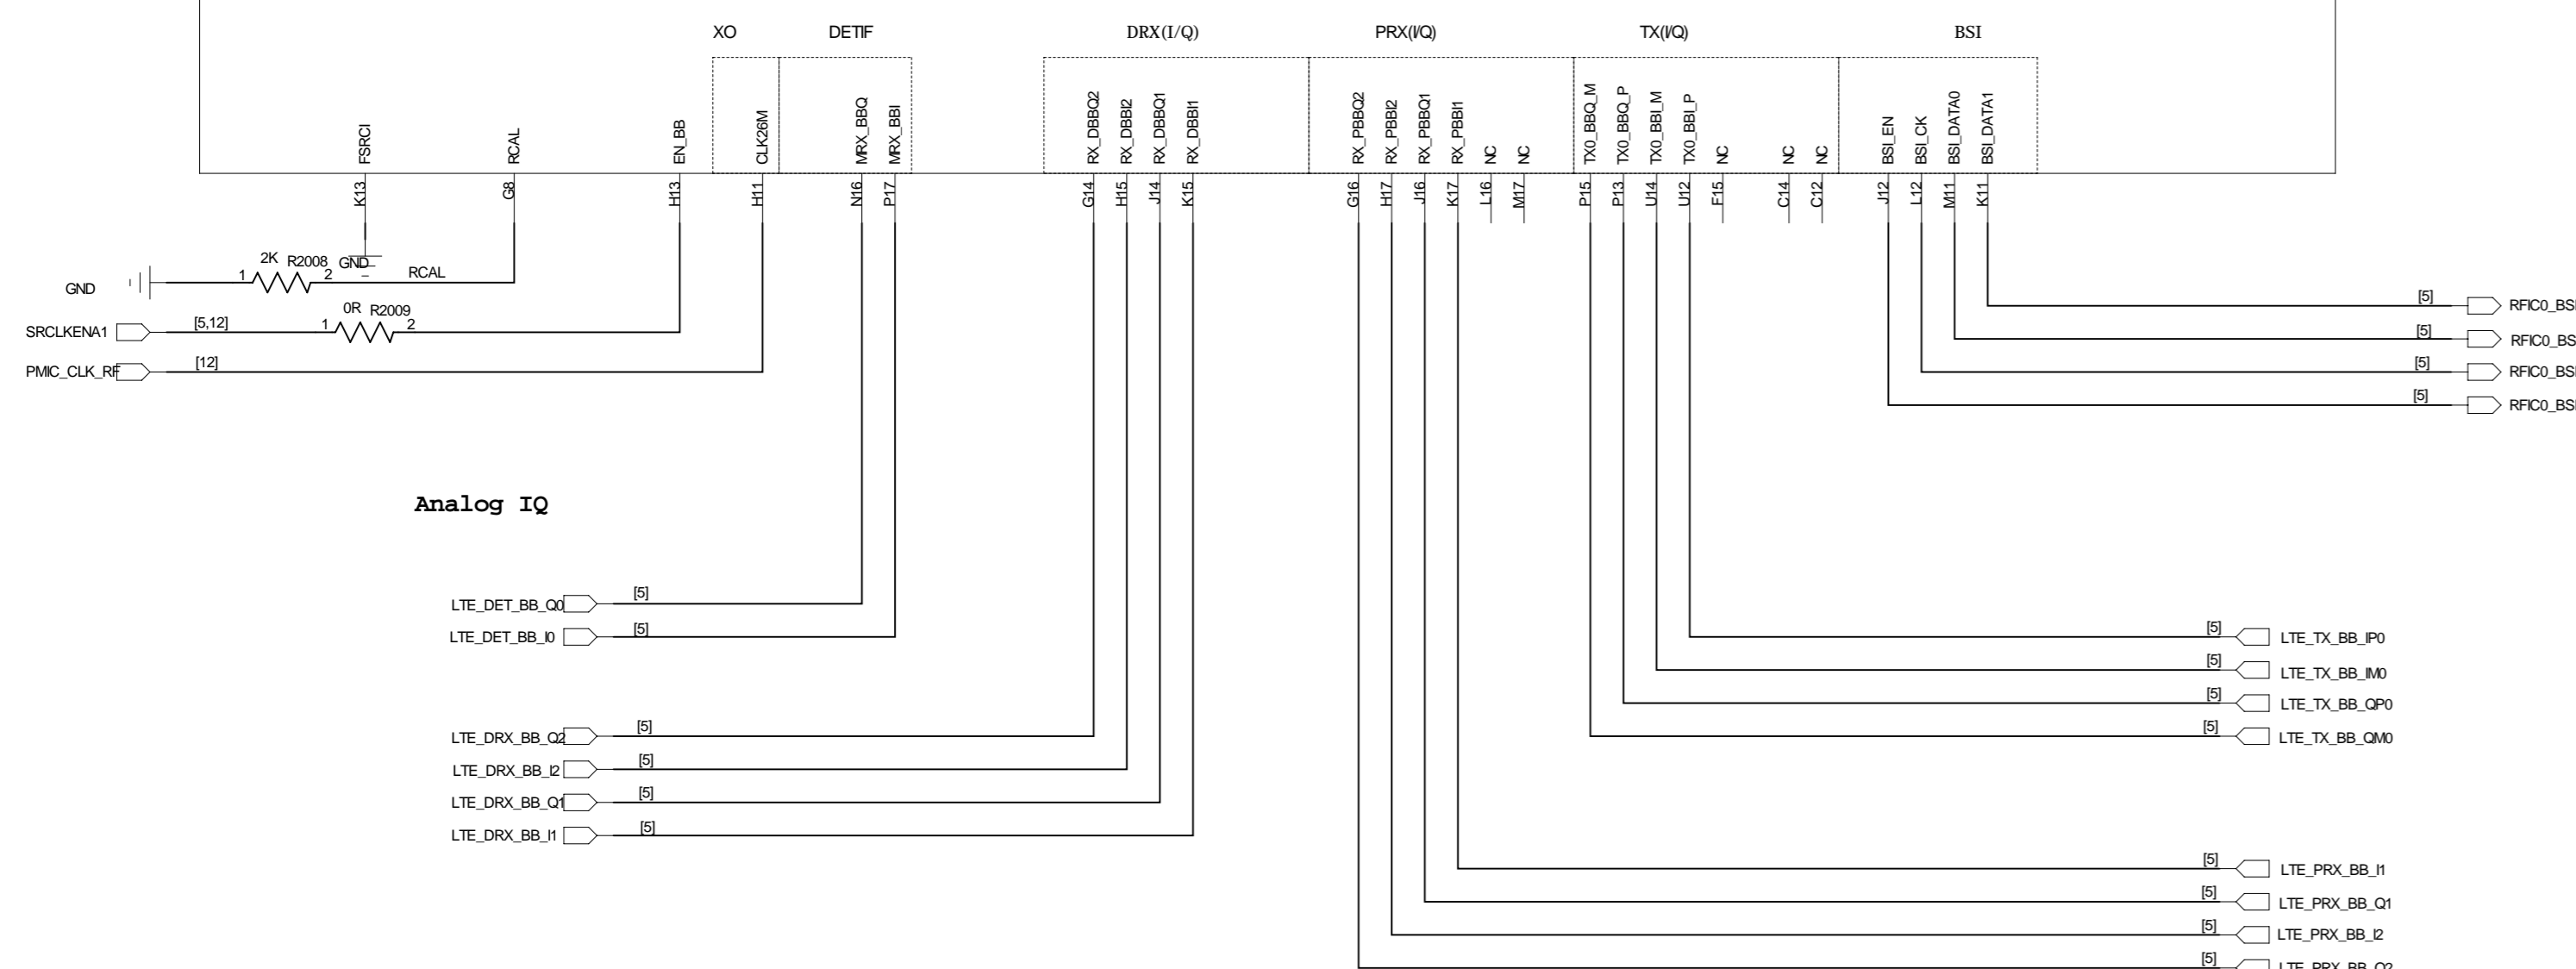 XO DETIF DRX(I/Q) PRX(I/Q) TX(I/Q) BSI
FSRCI
RCAL
EN_BB
CLK26M
MRX_BBQ
MRX_BBI
RX_DBBQ2
RX_DBBI2
RX_DBBQ1
RX_DBBI1
RX_PBBQ2
RX_PBBI2
RX_PBBQ1
RX_PBBI1
NC
NC
TX0_BBQ_M
TX0_BBQ_P
TX0_BBI_M
TX0_BBI_P
NC
NC
NC
BSI_EN
BSI_CK
BSI_DATA0
BSI_DATA1
K13
G8
H13
H11
N16
P17
G14
H15
J14
K15
G16
H17
J16
K17
L16
M17
P15
P13
U14
U12
F15
C14
C12
J12
L12
M11
K11
2K R2008 GND
GND 1 2 RCAL
0R R2009
SRCLKENA1 [5,12] 1 2
PMIC_CLK_RF [12]
[5] RFIC0_BS
[5] RFIC0_BS
[5] RFIC0_BS
[5] RFIC0_BS
Analog IQ
LTE_DET_BB_Q0 [5]
LTE_DET_BB_I0 [5]
LTE_DRX_BB_Q2 [5]
LTE_DRX_BB_I2 [5]
LTE_DRX_BB_Q1 [5]
LTE_DRX_BB_I1 [5]
[5] LTE_TX_BB_IP0
[5] LTE_TX_BB_IM0
[5] LTE_TX_BB_QP0
[5] LTE_TX_BB_QM0
[5] LTE_PRX_BB_I1
[5] LTE_PRX_BB_Q1
[5] LTE_PRX_BB_I2
[5] LTE_PRX_BB_Q2